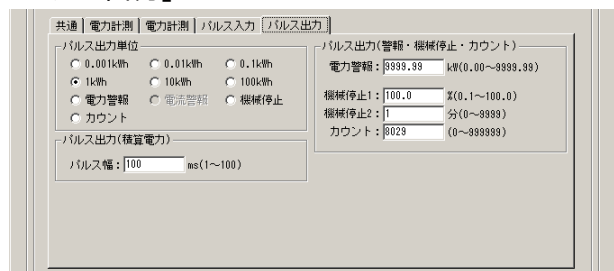 共通 電力計測 電力計測 パルス入力 パルス出力
パルス出力単位
0.001kWh 0.01kWh 0.1kWh
1kWh 10kWh 100kWh
電力警報 電流警報 機械停止
カウント
パルス出力(積算電力)
パルス幅： 100 ms(1～100)
パルス出力(警報・機械停止・カウント)
電力警報： 9999.99 kW(0.00～9999.99)
機械停止1： 100.0 %(0.1～100.0)
機械停止2： 1 分(0～9999)
カウント： 8029 (0～999999)